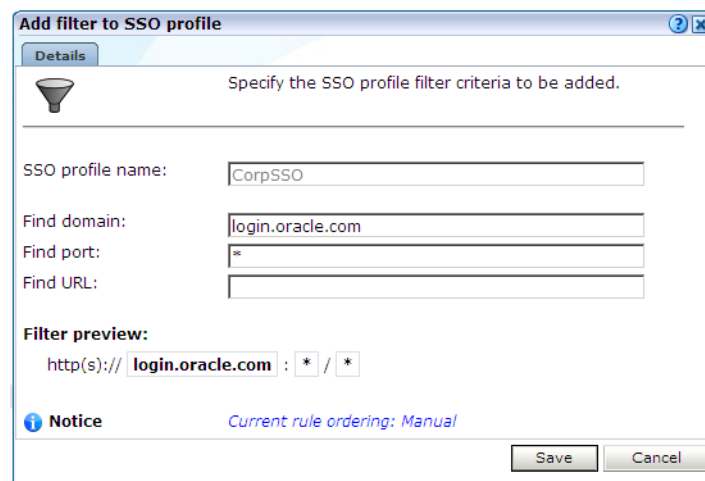 Add filter to SSO profile
Details
Specify the SSO profile filter criteria to be added.
SSO profile name: CorpSSO
Find domain: login.oracle.com
Find port: *
Find URL:
Filter preview:
http(s):// login.oracle.com : * / *
Notice Current rule ordering: Manual
Save Cancel